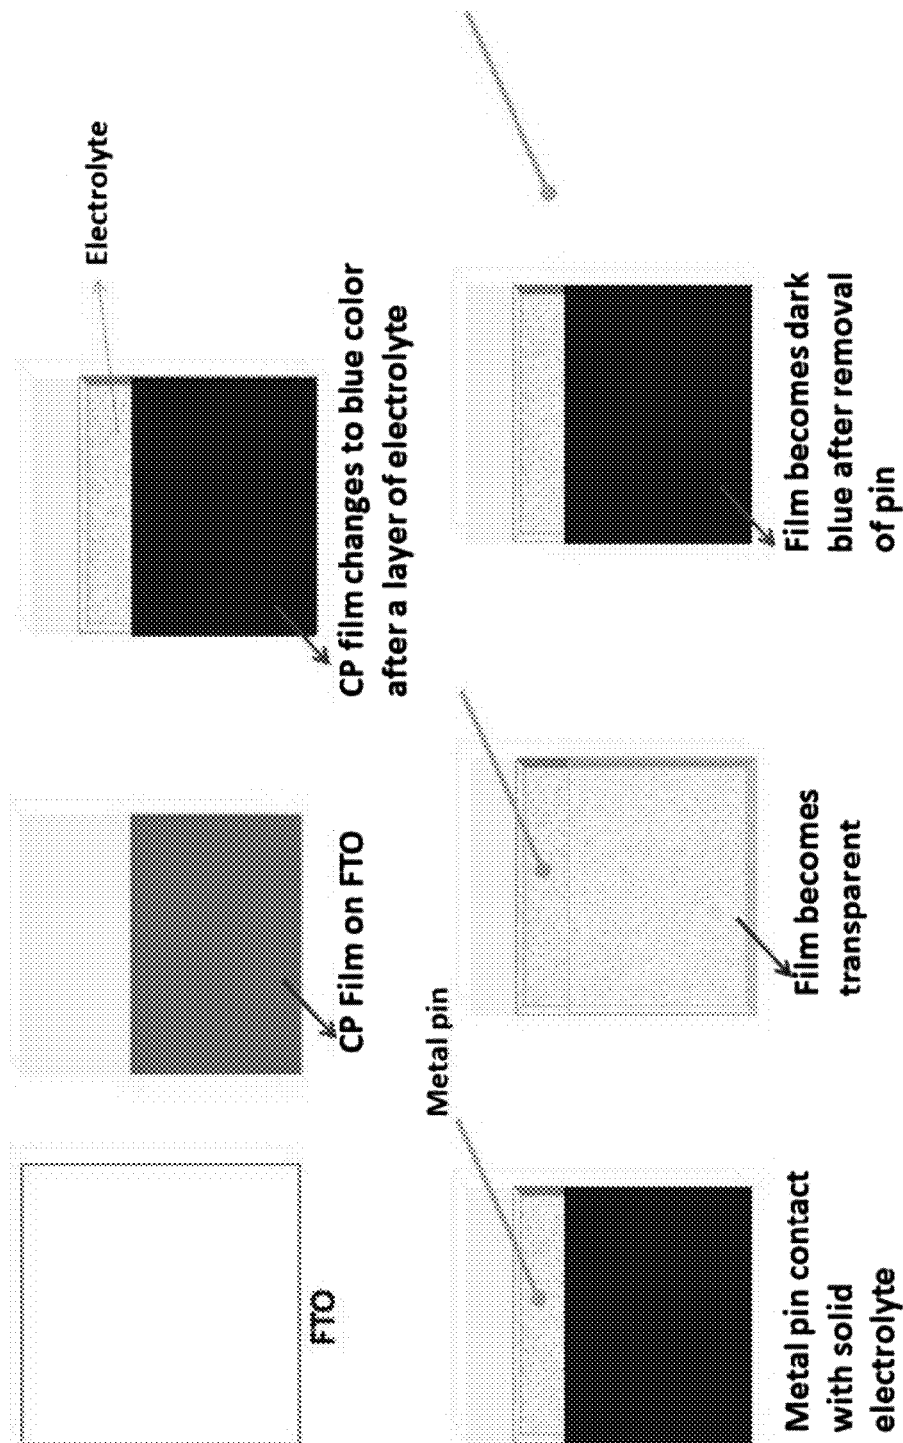 FTO
CP Film on FTO
Electrolyte
CP film changes to blue color
after a layer of electrolyte
Metal pin
Metal pin contact
with solid
electrolyte
Film becomes
transparent
Film becomes dark
blue after removal
of pin